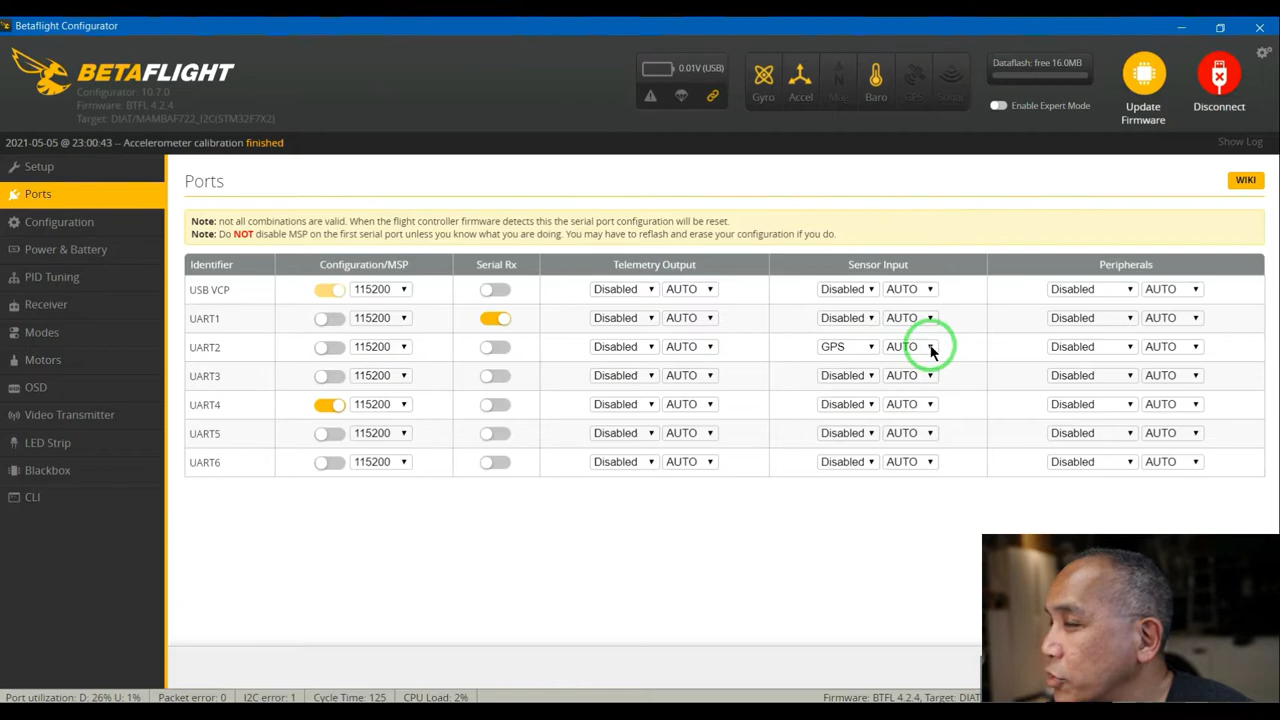 Betaflight Configurator
BETAFLIGHT
Configurator: 10.7.0
Firmware: BTFL 4.2.4
Target: DIAT/MAMBAF722_I2C(STM32F7X2)
0.01V (USB)
Gyro
Accel
Mag
Baro
GPS
Sonar
Dataflash: free 16.0MB
Enable Expert Mode
Update
Firmware
Disconnect
2021-05-05 @ 23:00:43 -- Accelerometer calibration finished
Show Log
Setup
Ports
Configuration
Power & Battery
PID Tuning
Receiver
Modes
Motors
OSD
Video Transmitter
LED Strip
Blackbox
CLI
Ports
WIKI
Note: not all combinations are valid. When the flight controller firmware detects this the serial port configuration will be reset.
Note: Do NOT disable MSP on the first serial port unless you know what you are doing. You may have to reflash and erase your configuration if you do.
Identifier Configuration/MSP Serial Rx Telemetry Output Sensor Input Peripherals
USB VCP 115200 Disabled AUTO Disabled AUTO Disabled AUTO
UART1 115200 Disabled AUTO Disabled AUTO Disabled AUTO
UART2 115200 Disabled AUTO GPS AUTO Disabled AUTO
UART3 115200 Disabled AUTO Disabled AUTO Disabled AUTO
UART4 115200 Disabled AUTO Disabled AUTO Disabled AUTO
UART5 115200 Disabled AUTO Disabled AUTO Disabled AUTO
UART6 115200 Disabled AUTO Disabled AUTO Disabled AUTO
Port utilization: D: 26% U: 1% Packet error: 0 I2C error: 1 Cycle Time: 125 CPU Load: 2% Firmware: BTFL 4.2.4, Target: DIAT